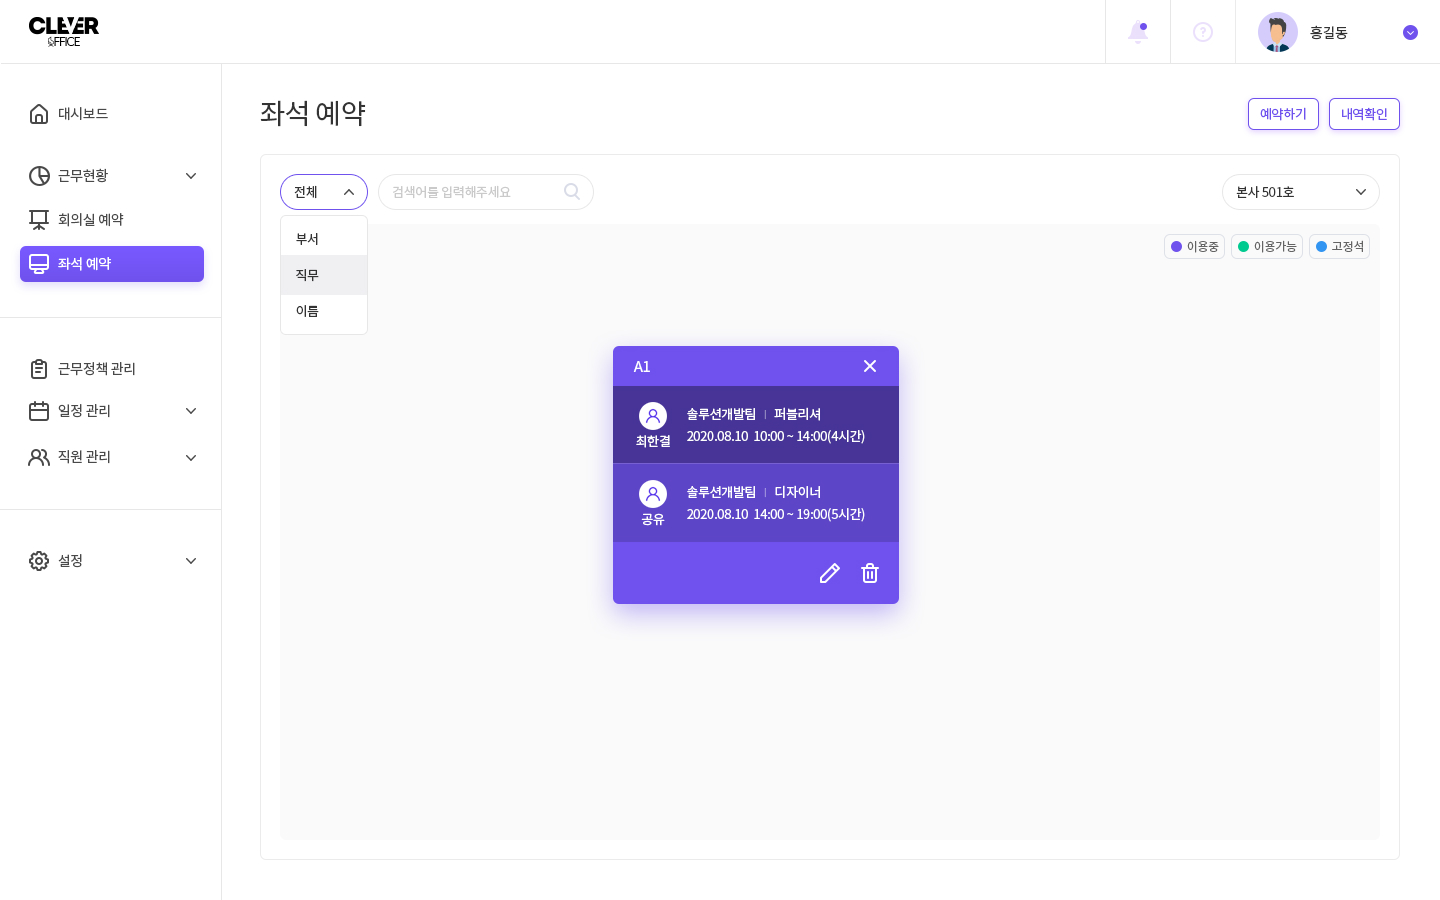 CLEVER
OFFICE
홍길동
대시보드
근무현황
회의실 예약
좌석 예약
근무정책 관리
일정 관리
직원 관리
설정
좌석 예약
예약하기
내역확인
전체
검색어를 입력해주세요
본사 501호
부서
직무
이름
이용중
이용가능
고정석
A1
최한결
솔루션개발팀 | 퍼블리셔
2020.08.10 10:00 ~ 14:00(4시간)
공유
솔루션개발팀 | 디자이너
2020.08.10 14:00 ~ 19:00(5시간)